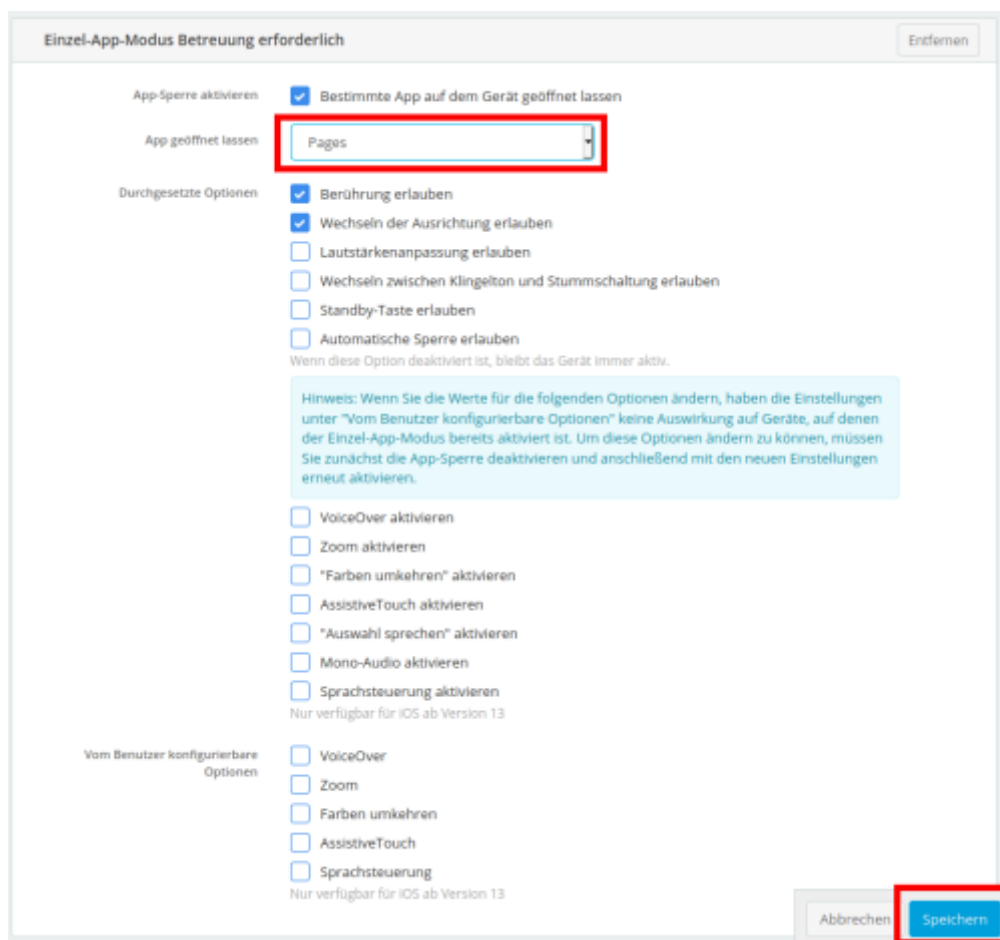 Einzel-App-Modus Betreuung erforderlich
Entfernen
App-Sperre aktivieren
Bestimmte App auf dem Gerät geöffnet lassen
App geöffnet lassen
Pages
Durchgesetzte Optionen
Berührung erlauben
Wechseln der Ausrichtung erlauben
Lautstärkenanpassung erlauben
Wechseln zwischen Klingelton und Stummschaltung erlauben
Standby-Taste erlauben
Automatische Sperre erlauben
Wenn diese Option deaktiviert ist, bleibt das Gerät immer aktiv.
Hinweis: Wenn Sie die Werte für die folgenden Optionen ändern, haben die Einstellungen
unter "Vom Benutzer konfigurierbare Optionen" keine Auswirkung auf Geräte, auf denen
der Einzel-App-Modus bereits aktiviert ist. Um diese Optionen ändern zu können, müssen
Sie zunächst die App-Sperre deaktivieren und anschließend mit den neuen Einstellungen
erneut aktivieren.
VoiceOver aktivieren
Zoom aktivieren
"Farben umkehren" aktivieren
AssistiveTouch aktivieren
"Auswahl sprechen" aktivieren
Mono-Audio aktivieren
Sprachsteuerung aktivieren
Nur verfügbar für iOS ab Version 13
Vom Benutzer konfigurierbare
Optionen
VoiceOver
Zoom
Farben umkehren
AssistiveTouch
Sprachsteuerung
Nur verfügbar für iOS ab Version 13
Abbrechen
Speichern